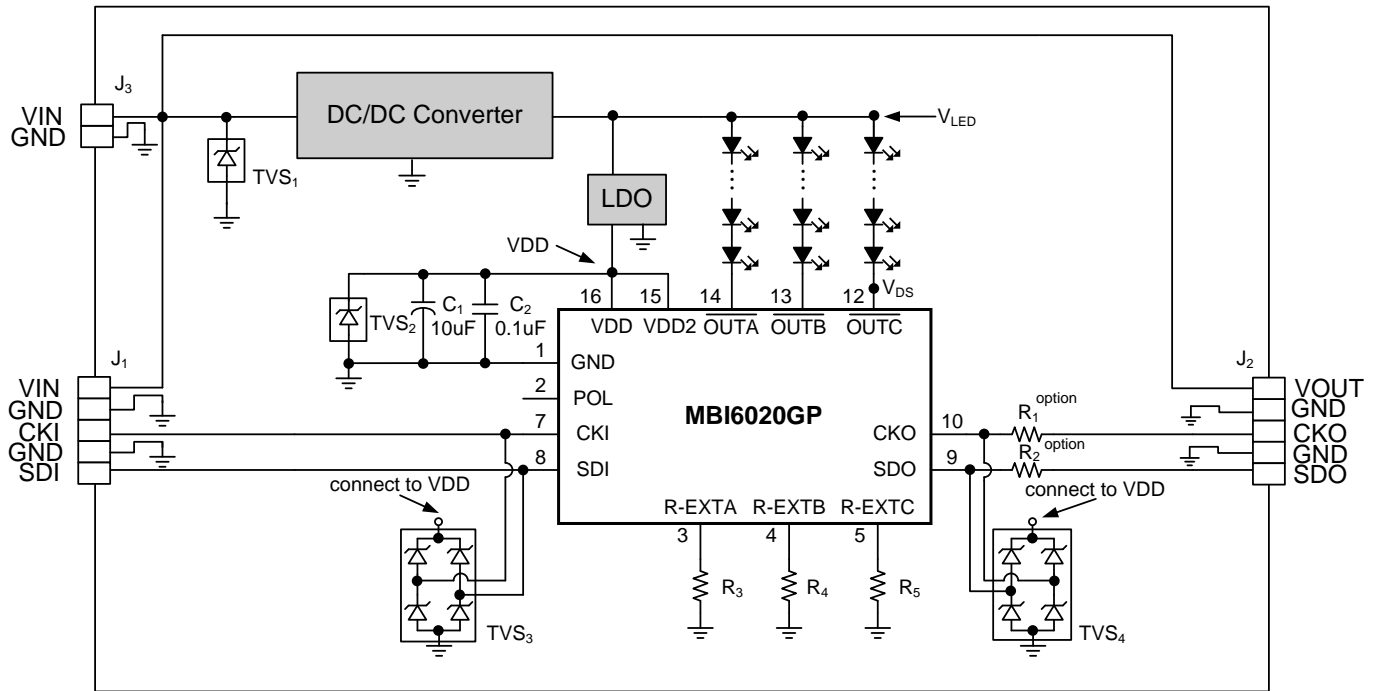 J3
VIN
GND
DC/DC Converter
VLED
TVS1
LDO
VDD
VDS
TVS2
C1
10uF
C2
0.1uF
16
15
14
13
12
VDD
VDD2
OUTA
OUTB
OUTC
1
GND
2
POL
MBI6020GP
7
CKI
8
SDI
10
CKO
9
SDO
R-EXTA
R-EXTB
R-EXTC
3
4
5
R3
R4
R5
J1
VIN
GND
CKI
GND
SDI
connect to VDD
TVS3
R1 option
R2 option
J2
VOUT
GND
CKO
GND
SDO
connect to VDD
TVS4